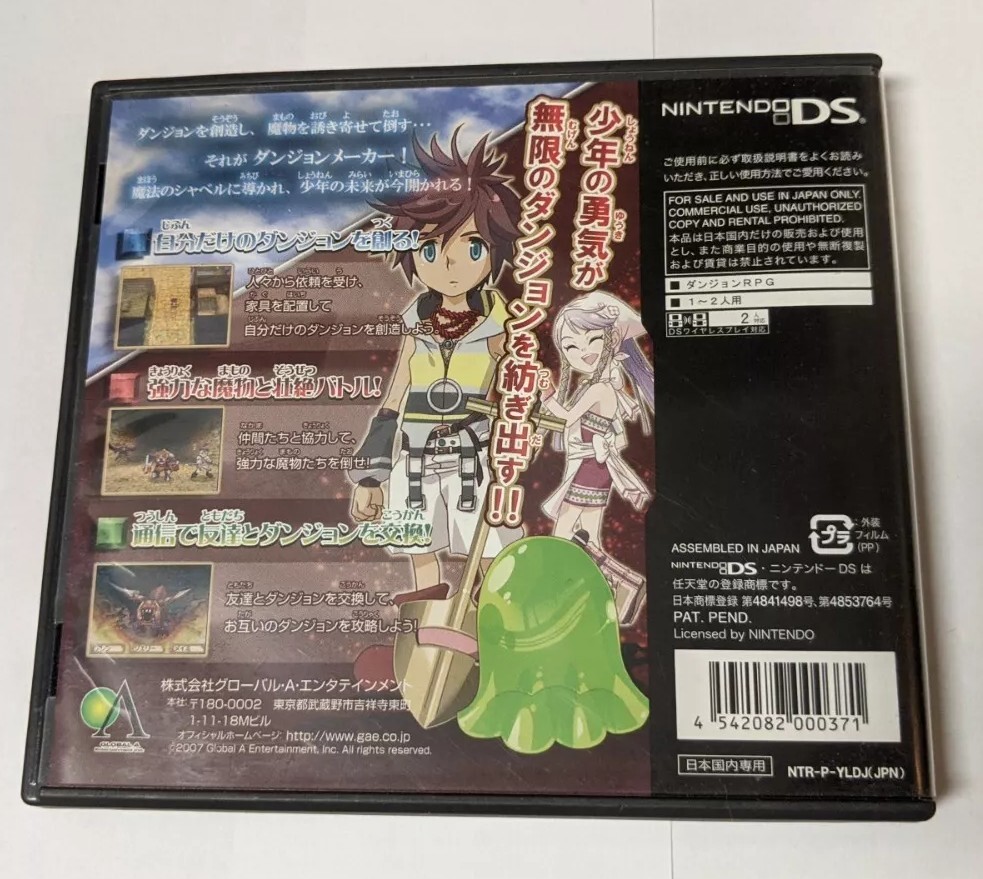 ダンジョンを創造し、魔物を誘き寄せて倒す…
それが ダンジョンメーカー！
魔法のシャベルに導かれ、少年の未来が今開かれる！
自分だけのダンジョンを創る!
人々から依頼を受け、
家具を配置して
自分だけのダンジョンを創造しよう。
強力な魔物と壮絶バトル!
仲間たちと協力して、
強力な魔物たちを倒せ!
通信で友達とダンジョンを交換!
友達とダンジョンを交換して、
お互いのダンジョンを攻略しよう!
少年の勇気が
無限のダンジョンを紡ぎ出す!!
GLOBAL A
株式会社グローバル・A・エンタテインメント
本社:〒180-0002 東京都武蔵野市吉祥寺東町
1-11-18Mビル
オフィシャルホームページ: http://www.gae.co.jp
©2007 Global A Entertainment, Inc. All rights reserved.
NINTENDO DS®
ご使用前に必ず取扱説明書をよくお読み
いただき、正しい使用方法でご愛用ください。
FOR SALE AND USE IN JAPAN ONLY.
COMMERCIAL USE, UNAUTHORIZED
COPY AND RENTAL PROHIBITED.
本品は日本国内だけの販売および使用
とし、また商業目的の使用や無断複製
および賃貸は禁止されています。
■ ダンジョンRPG
■ 1～2人用
2人対応
DSワイヤレスプレイ対応
ASSEMBLED IN JAPAN
プラ
:外装
フィルム
(PP)
NINTENDO DS・ニンテンドーDS は
任天堂の登録商標です。
日本商標登録 第4841498号、第4853764号
PAT. PEND.
Licensed by NINTENDO
4 542082 000371
日本国内専用
NTR-P-YLDJ(JPN)